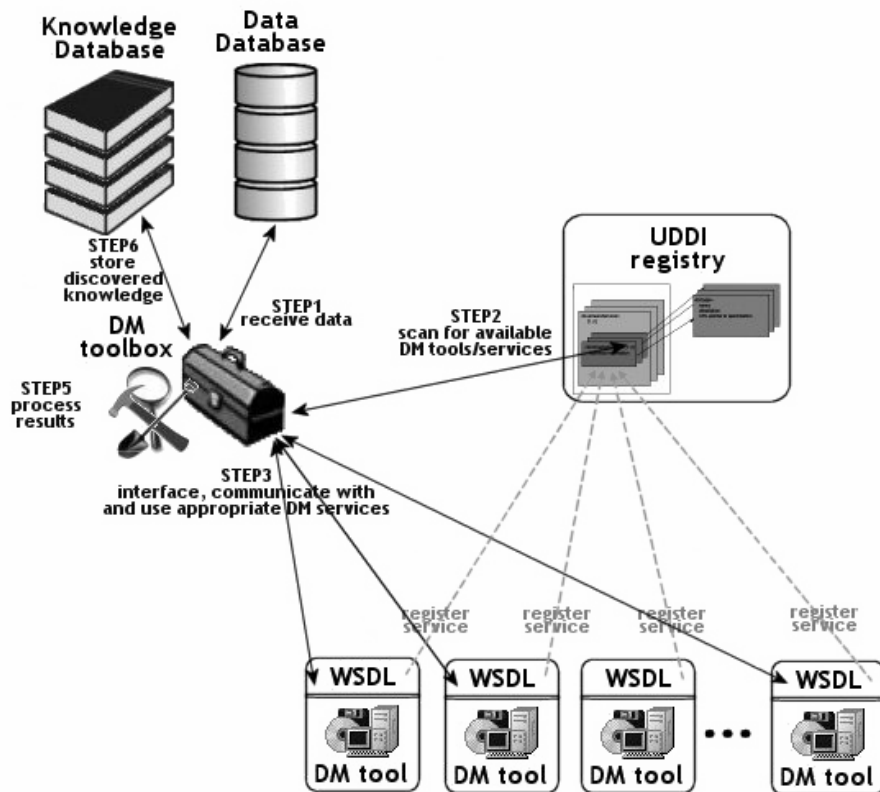 Knowledge
Database
Data
Database
STEP6
store
discovered
knowledge
STEP1
receive data
UDDI
registry
STEP2
scan for available
DM tools/services
DM
toolbox
STEP5
process
results
STEP3
interface, communicate with
and use appropriate DM services
register
service
register
service
register
service
register
service
WSDL
WSDL
WSDL
WSDL
DM tool
DM tool
DM tool
DM tool